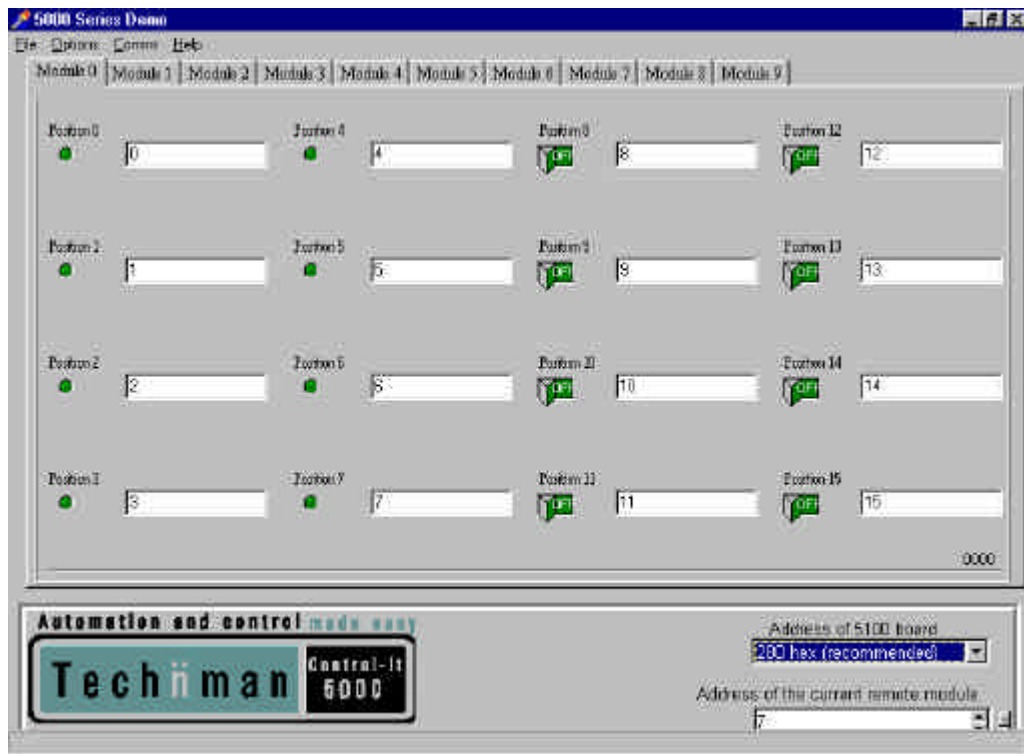 5000 Series Demo
File Options Comms Help
Module 0 Module 1 Module 2 Module 3 Module 4 Module 5 Module 6 Module 7 Module 8 Module 9
Position 0 Position 4 Position 8 Position 12
0 4 OFF 8 OFF 12
Position 1 Position 5 Position 9 Position 13
1 5 OFF 9 OFF 13
Position 2 Position 6 Position 10 Position 14
2 6 OFF 10 OFF 14
Position 3 Position 7 Position 11 Position 15
3 7 OFF 11 OFF 15
0000
Automation and control made easy
Techñman
Control-It
5000
Address of 5100 board
280 hex (recommended)
Address of the current remote module
7